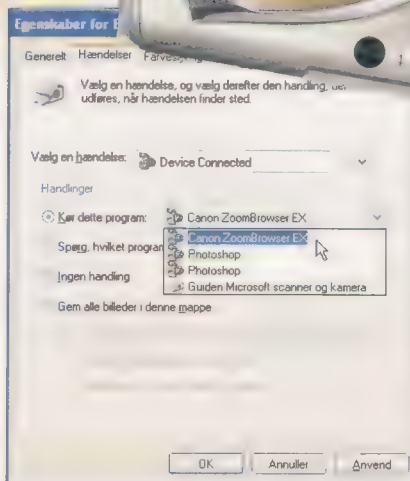 Egenskaber for
Generelt Hændelser Farvestyring
Vælg en hændelse, og vælg derefter den handling, der
udføres, når hændelsen finder sted.
Vælg en hændelse: Device Connected
Handlinger
Kør dette program: Canon ZoomBrowser EX
Canon ZoomBrowser EX
Spørg, hvilket program
Photoshop
Photoshop
Ingen handling
Guiden Microsoft scanner og kamera
Gem alle billeder i denne mappe
OK Annuller Anvend